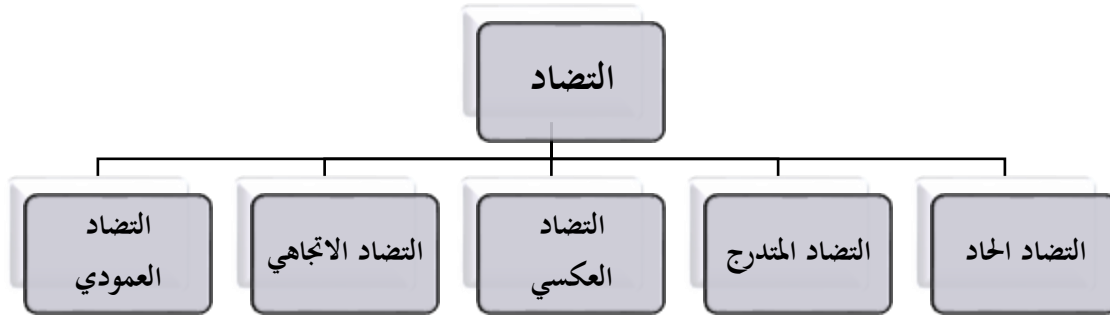 التضاد
التضاد الحاد
التضاد المتدرج
التضاد
العكسي
التضاد الاتجاهي
التضاد
العمودي